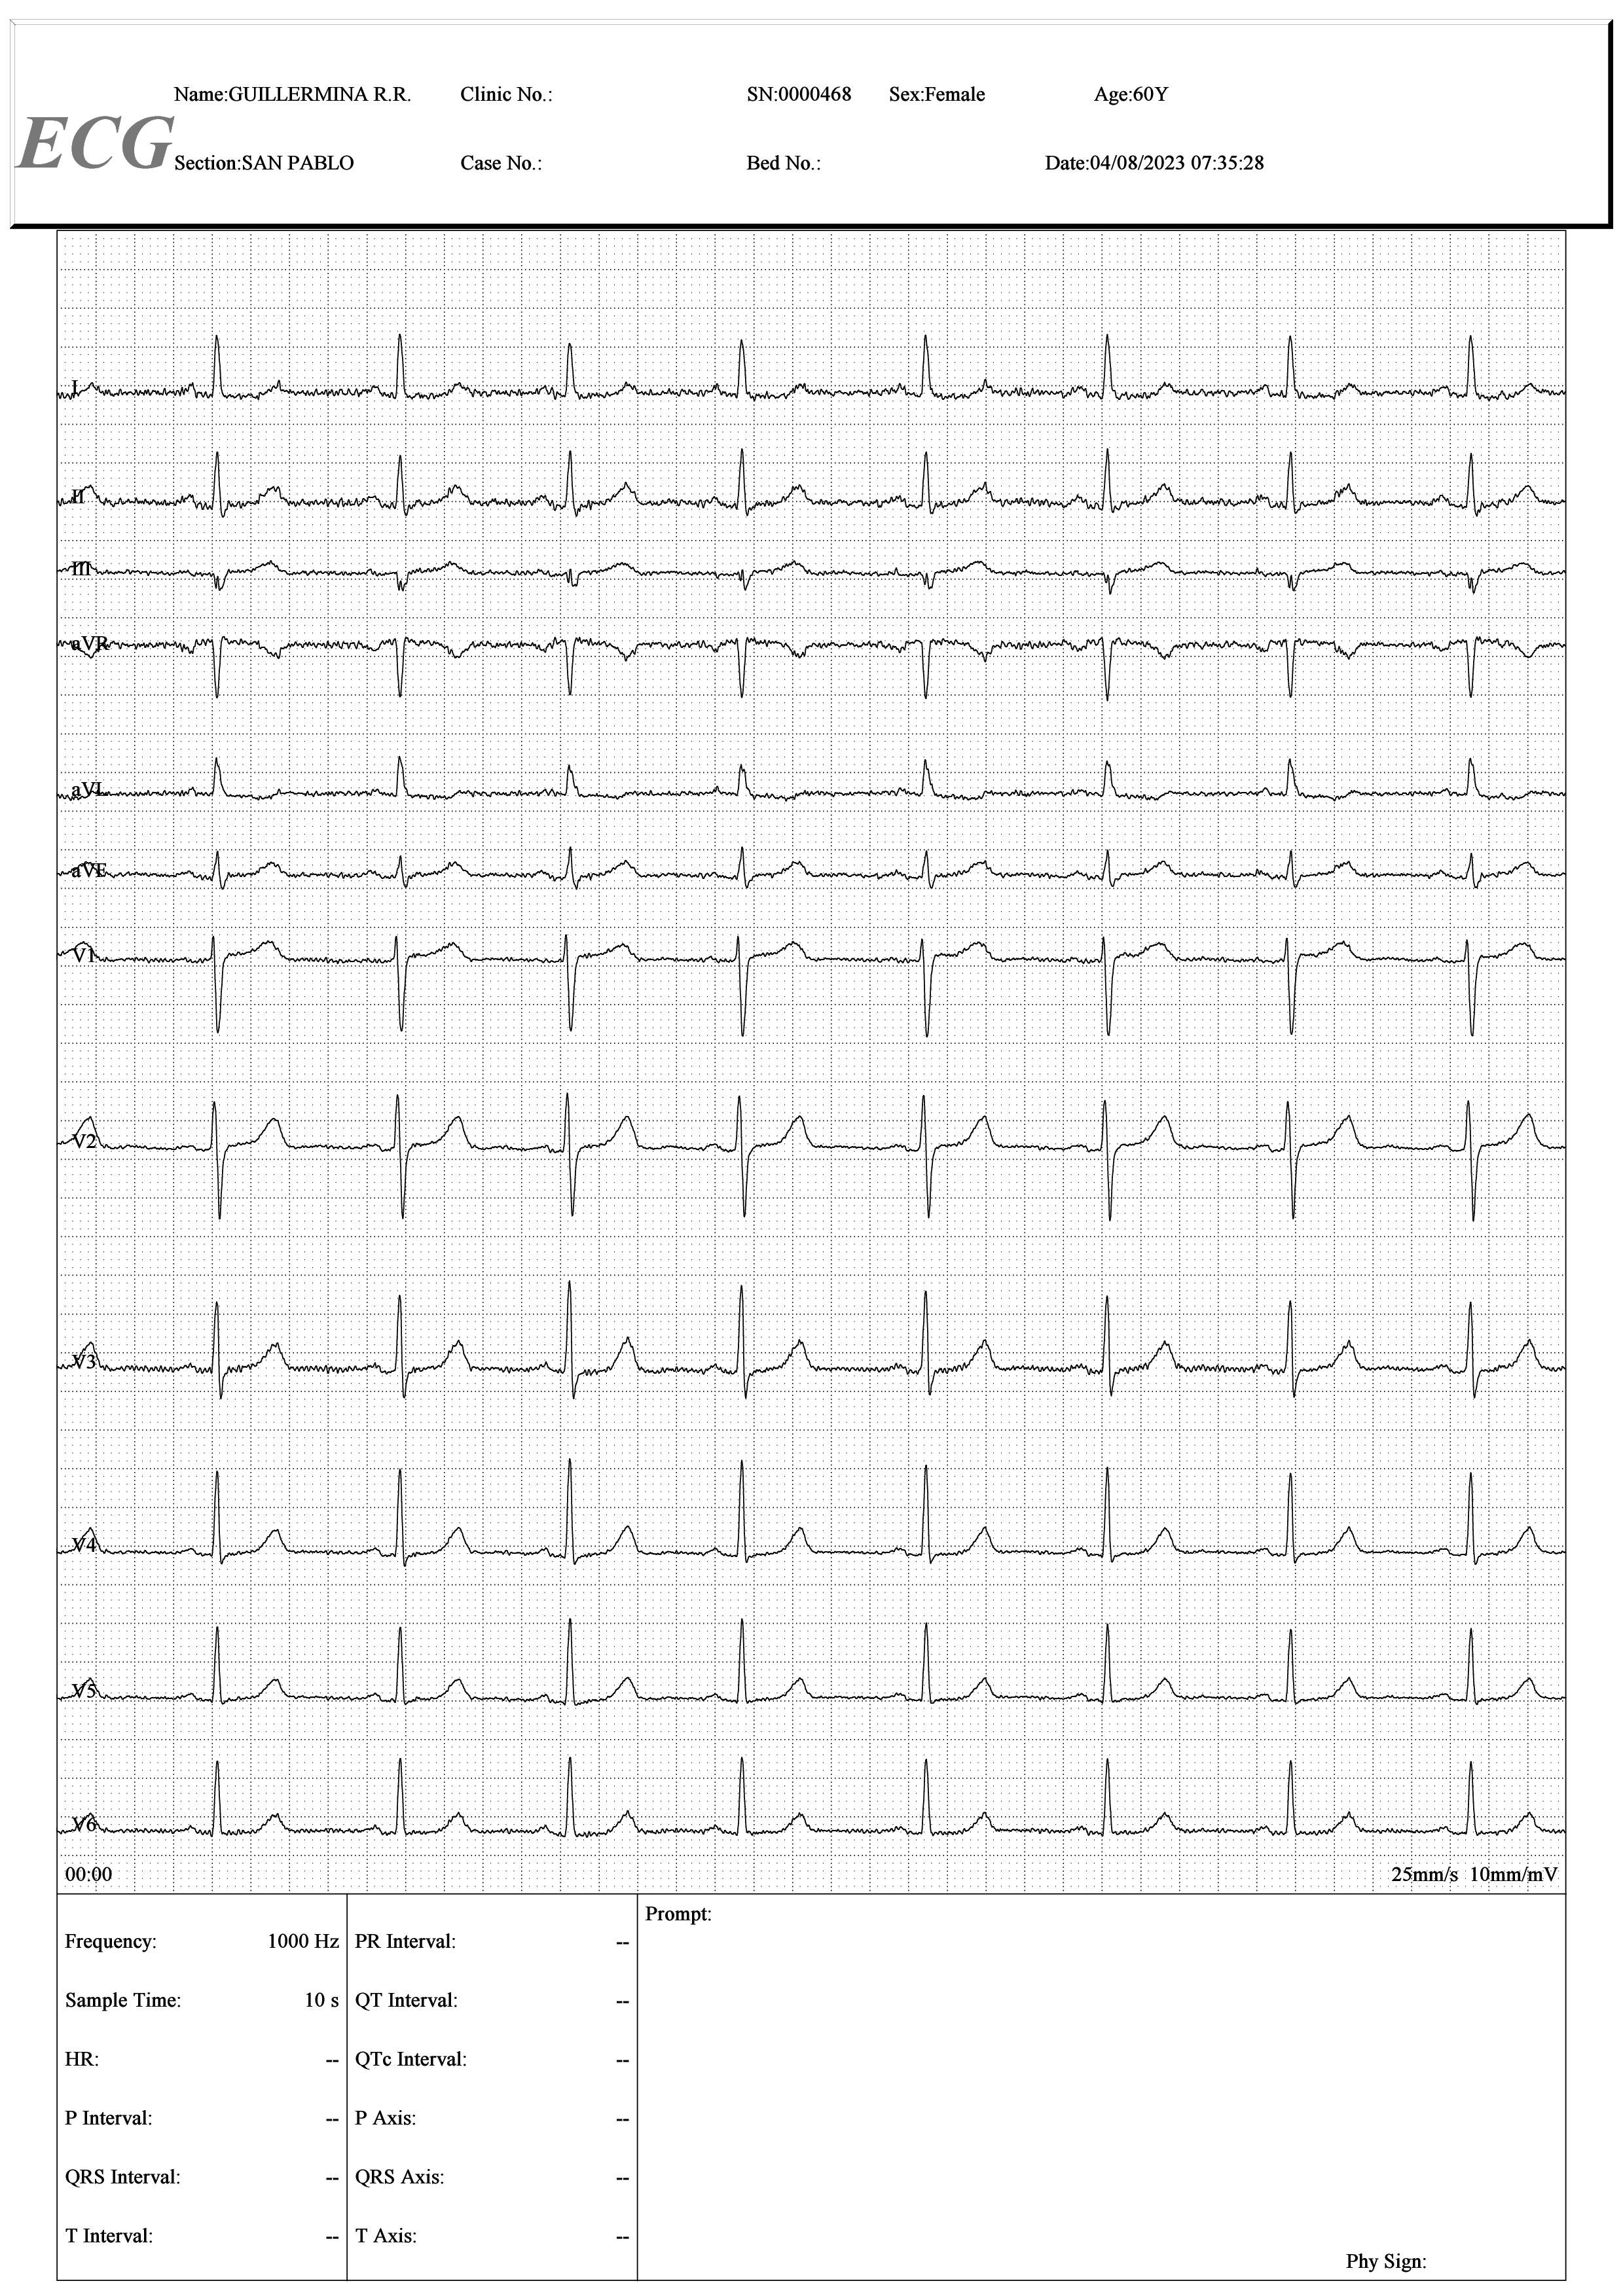 ECG
Name:GUILLERMINA R.R. Clinic No.: SN:0000468 Sex:Female Age:60Y
Section:SAN PABLO Case No.: Bed No.: Date:04/08/2023 07:35:28
I
II
III
aVR
aVL
aVF
V1
V2
V3
V4
V5
V6
00:00 25mm/s 10mm/mV
Frequency: 1000 Hz
Sample Time: 10 s
HR: --
P Interval: --
QRS Interval: --
T Interval: --
PR Interval: --
QT Interval: --
QTc Interval: --
P Axis: --
QRS Axis: --
T Axis: --
Prompt:
Phy Sign: